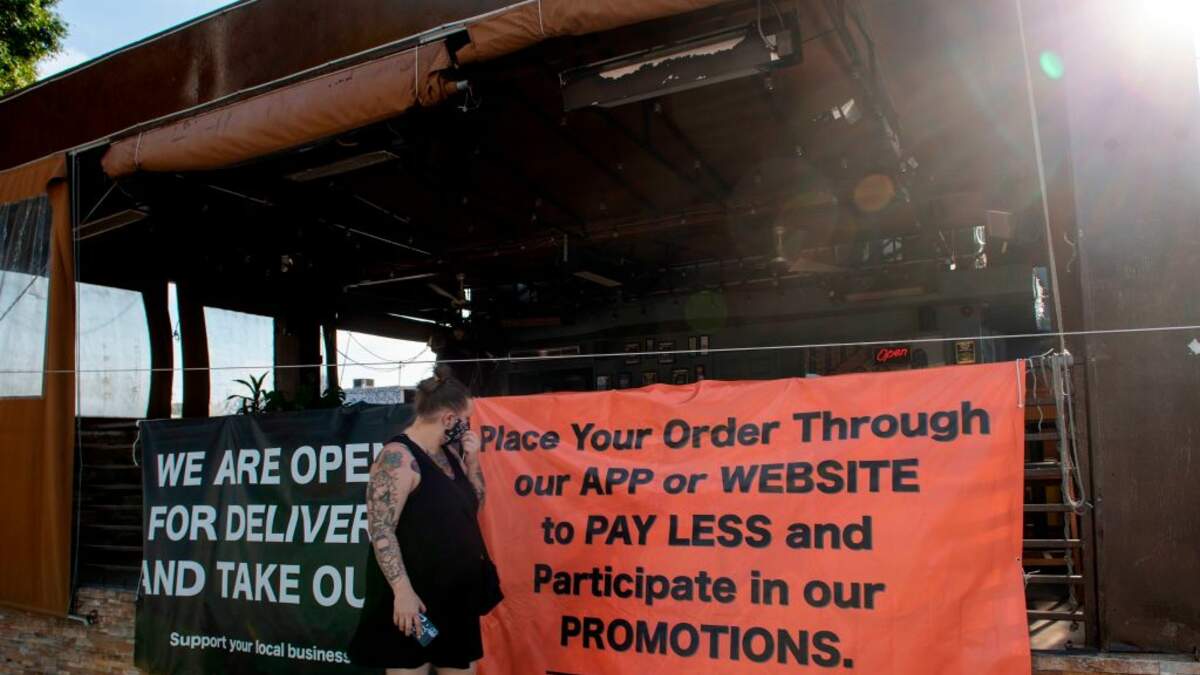 WE ARE OPEN
FOR DELIVER
AND TAKE OU
Support your local business
Place Your Order Through
our APP or WEBSITE
to PAY LESS and
Participate in our
PROMOTIONS.
Open